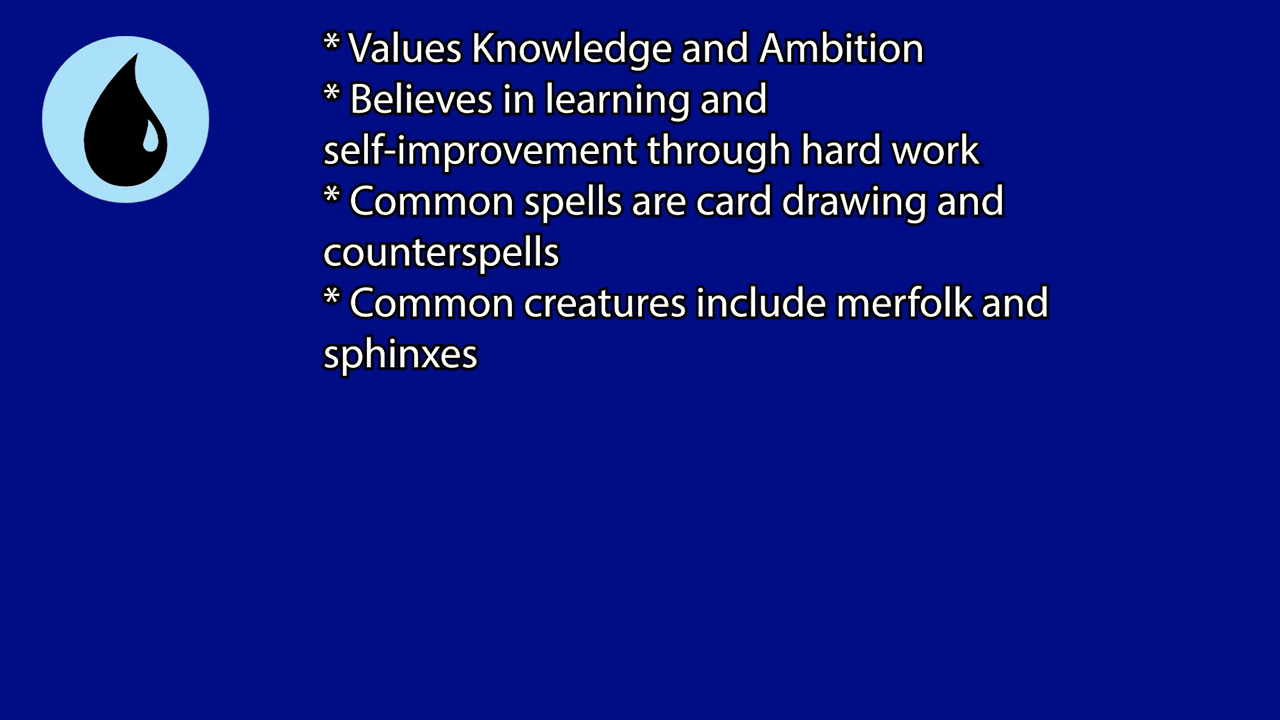 * Values Knowledge and Ambition
* Believes in learning and
self-improvement through hard work
* Common spells are card drawing and
counterspells
* Common creatures include merfolk and
sphinxes